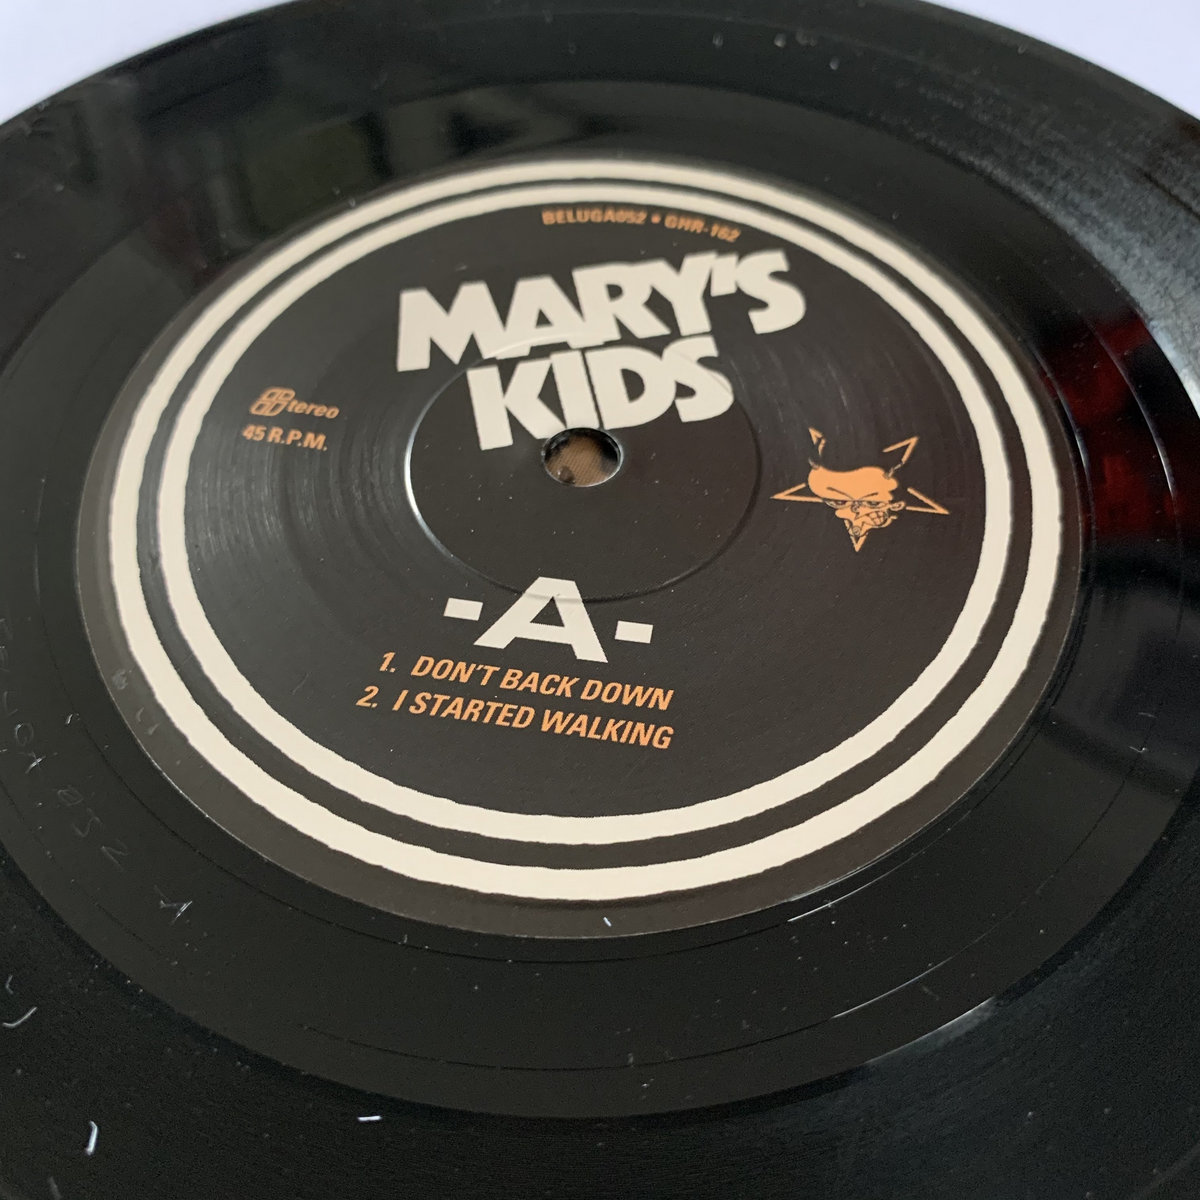 BELUGA052 • GHR-162
MARY'S
KIDS
Stereo
45 R.P.M.
-A-
1. DON'T BACK DOWN
2. I STARTED WALKING